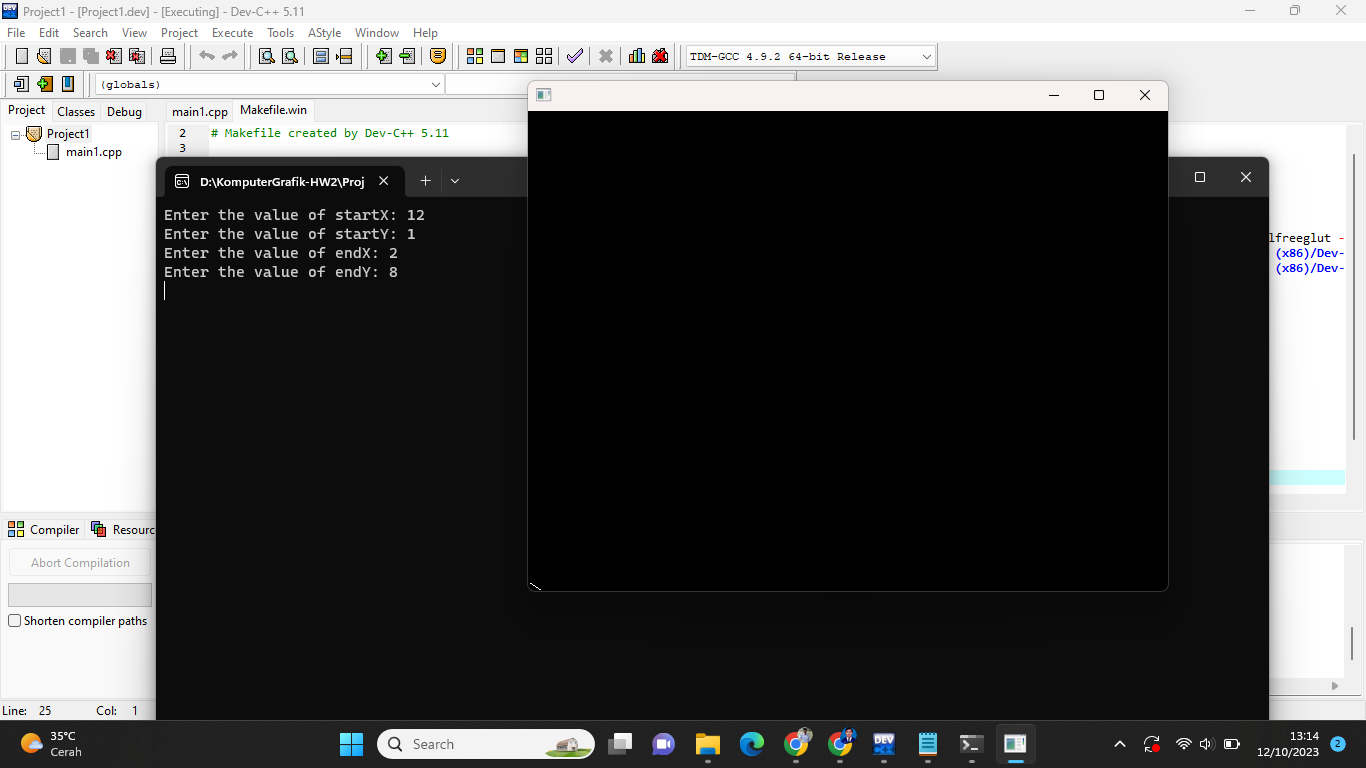 Project1 - [Project1.dev] - [Executing] - Dev-C++ 5.11
File Edit Search View Project Execute Tools AStyle Window Help
TDM-GCC 4.9.2 64-bit Release
(globals)
Project Classes Debug
main1.cpp Makefile.win
Project1
main1.cpp
2 # Makefile created by Dev-C++ 5.11
3
D:\KomputerGrafik-HW2\Proj
Enter the value of startX: 12
Enter the value of startY: 1
Enter the value of endX: 2
Enter the value of endY: 8
lfreeglut -
(x86)/Dev-
(x86)/Dev-
Compiler Resourc
Abort Compilation
Shorten compiler paths
Line: 25 Col: 1
35°C
Cerah
Search
DEV
13:14
12/10/2023
2